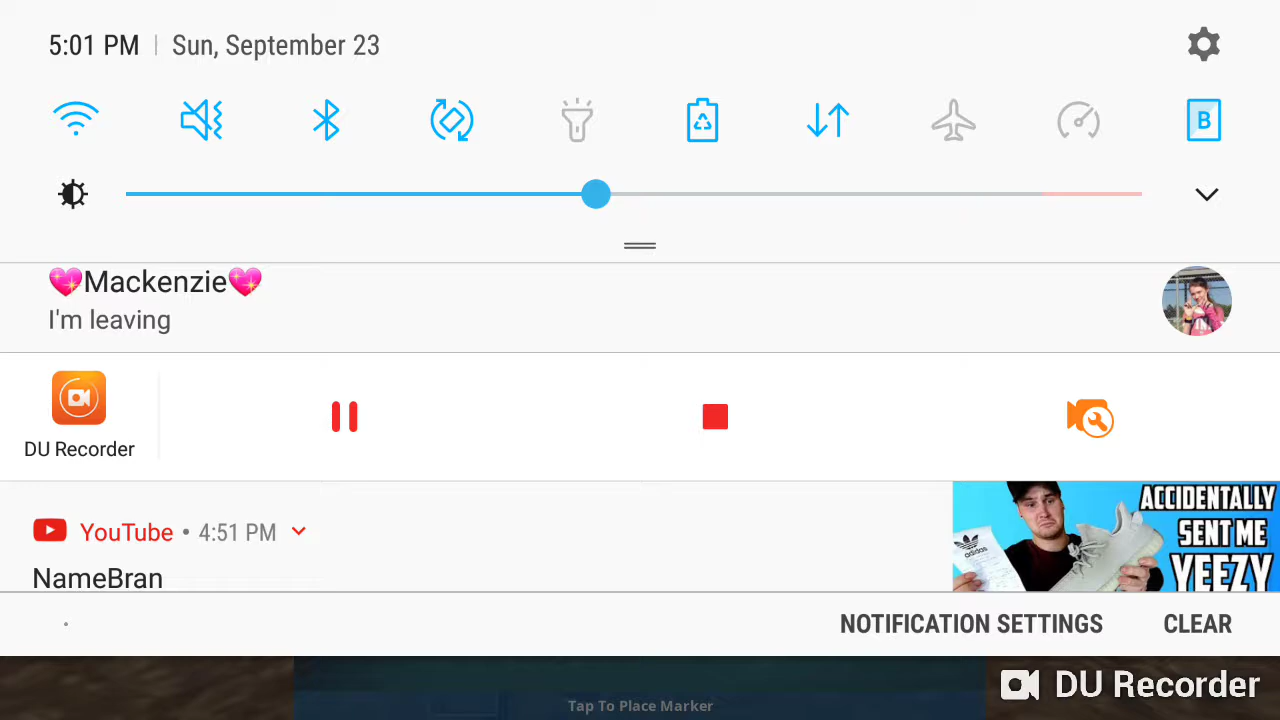 5:01 PM | Sun, September 23
B
💖Mackenzie💖
I'm leaving
DU Recorder
YouTube • 4:51 PM
NameBran
adidas
ACCIDENTALLY
SENT ME
YEEZY
NOTIFICATION SETTINGS CLEAR
DU Recorder
Tap To Place Marker